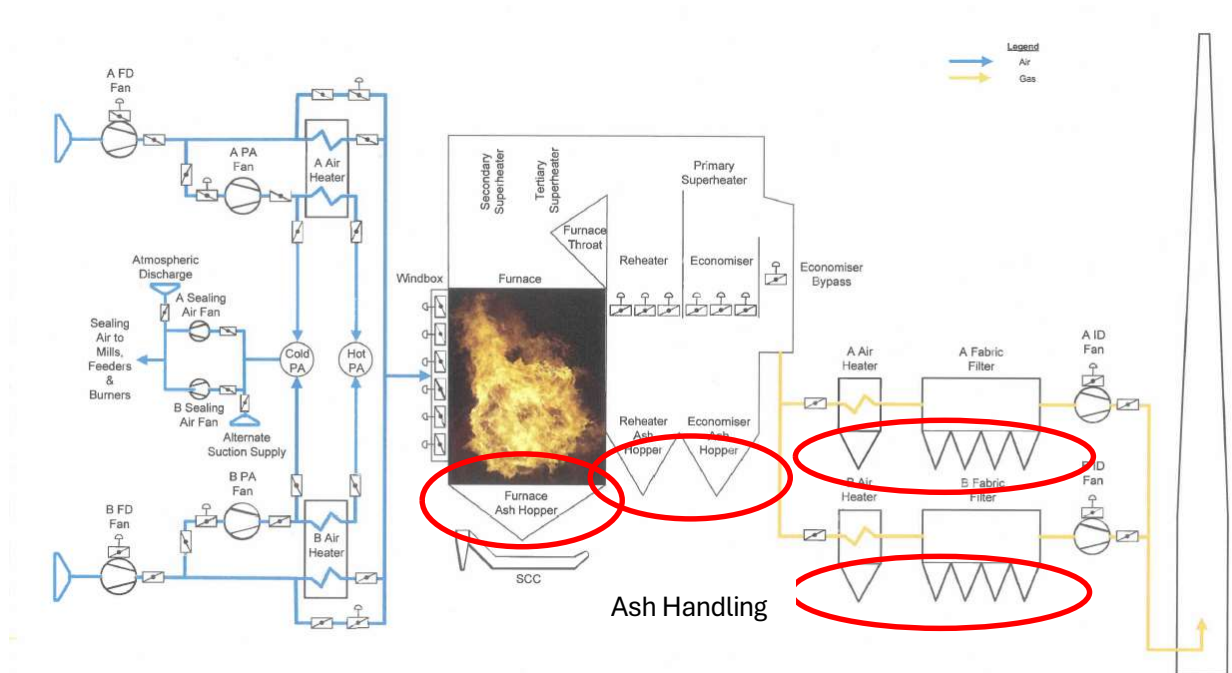 Legend
Air
Gas
A FD
Fan
A PA
Fan
A Air
Heater
Atmospheric
Discharge
A Sealing
Air Fan
Sealing
Air to
Mills,
Feeders
&
Burners
B Sealing
Air Fan
Alternate
Suction Supply
Cold
PA
Hot
PA
B PA
Fan
B FD
Fan
B Air
Heater
Windbox
Secondary
Superheater
Tertiary
Superheater
Primary
Superheater
Furnace
Throat
Furnace
Reheater
Economiser
Economiser
Bypass
Reheater
Ash
Hopper
Economiser
Ash
Hopper
Furnace
Ash Hopper
SCC
Ash Handling
A Air
Heater
A Fabric
Filter
A ID
Fan
B Air
Heater
B Fabric
Filter
B ID
Fan